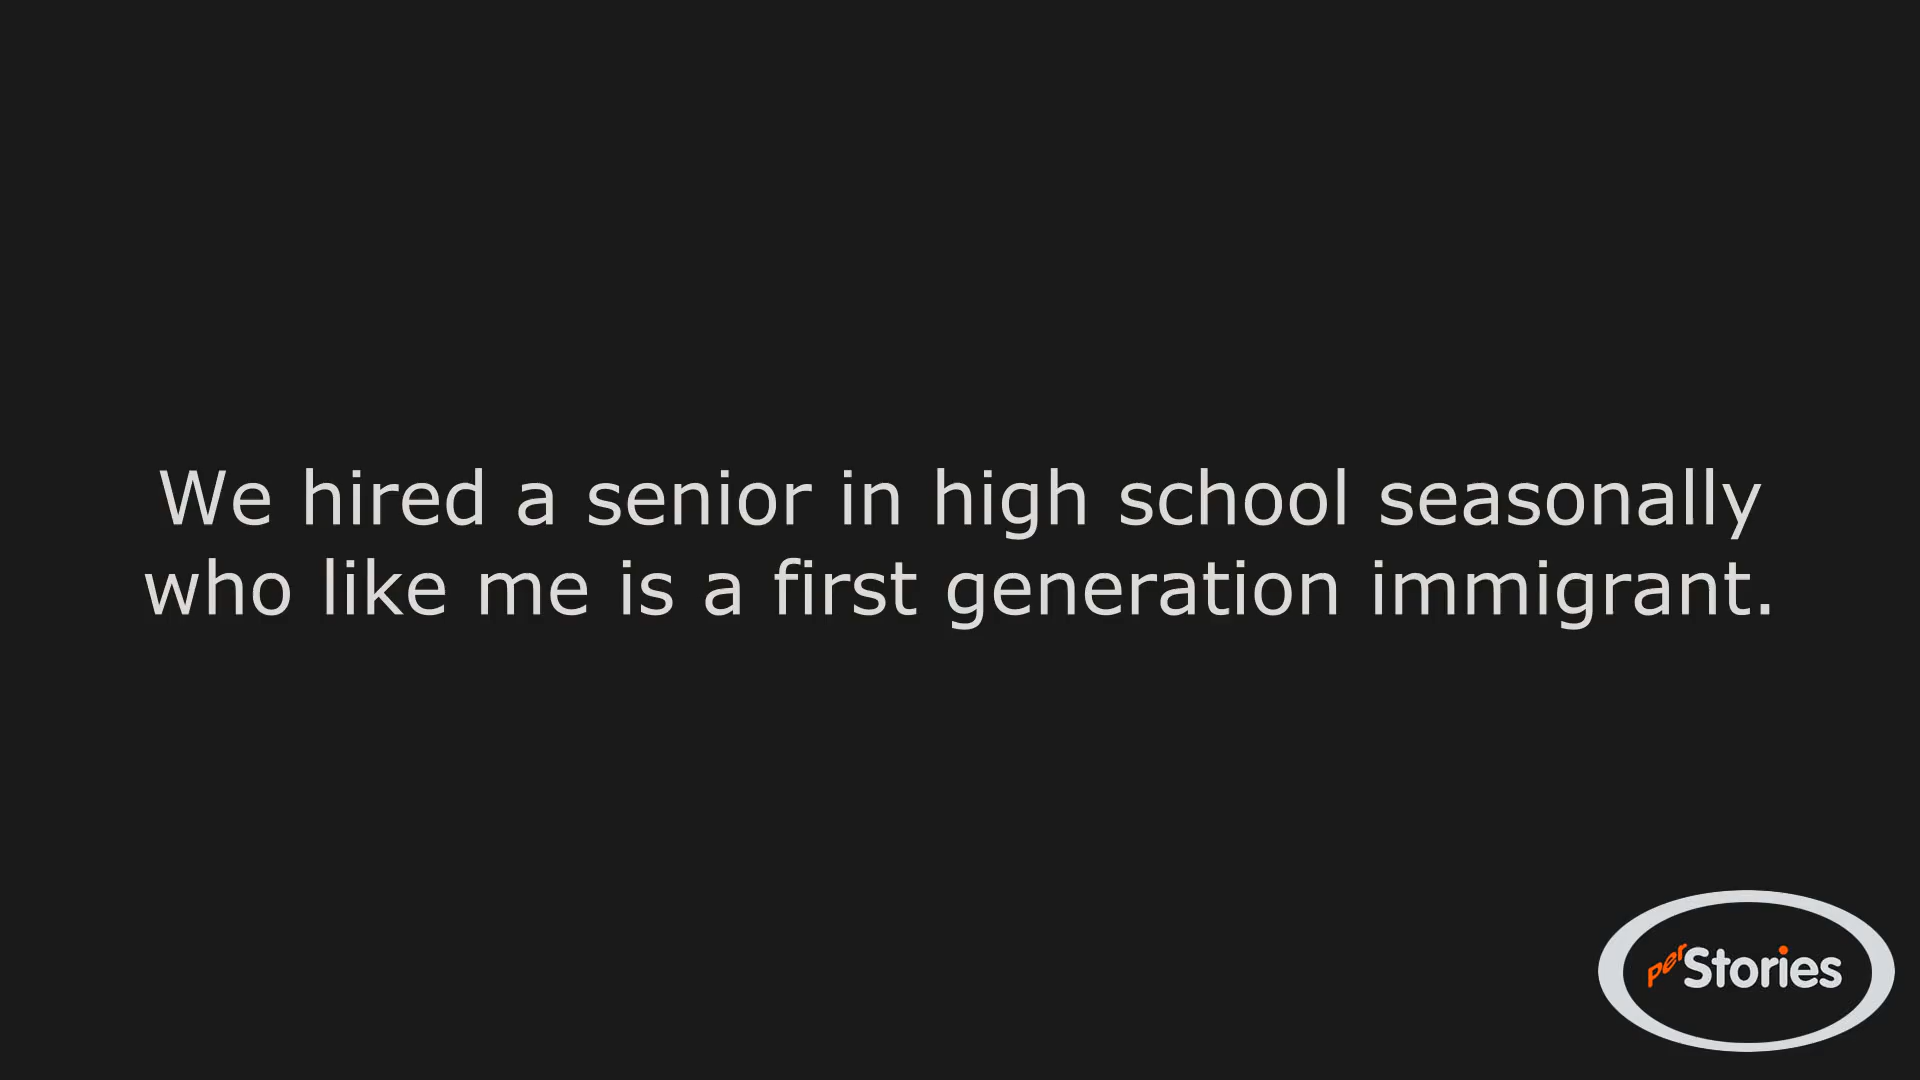 We hired a senior in high school seasonally
who like me is a first generation immigrant.
perStories